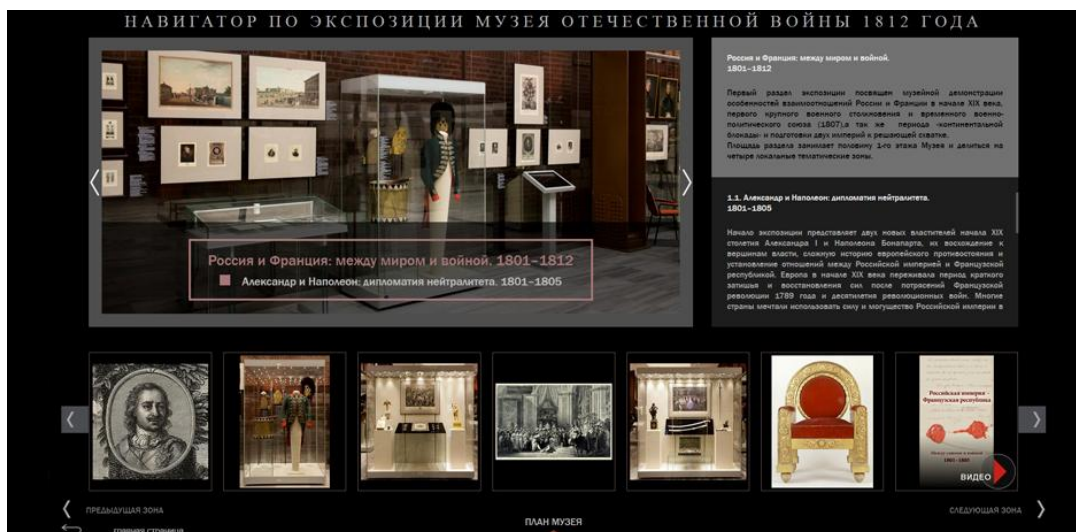 НАВИГАТОР ПО ЭКСПОЗИЦИИ МУЗЕЯ ОТЕЧЕСТВЕННОЙ ВОЙНЫ 1812 ГОДА
Россия и Франция: между миром и войной. 1801–1812
Александр и Наполеон: дипломатия нейтралитета. 1801–1805
Россия и Франция: между миром и войной.
1801–1812
Первый раздел экспозиции посвящен музейной демонстрации
особенностей взаимоотношений России и Франции в начале XIX века,
первого крупного военного столкновения и временного военно-
политического союза (1807),а так же периода «континентальной
блокады» и подготовки двух империй к решающей схватке.
Площадь раздела занимает половину 1-го этажа Музея и делиться на
четыре локальные тематические зоны.
1.1. Александр и Наполеон: дипломатия нейтралитета.
1801–1805
Начало экспозиции представляет двух новых властителей начала XIX
столетия Александра I и Наполеона Бонапарта, их восхождение к
вершинам власти, сложную историю европейского противостояния и
установление отношений между Российской империей и Французской
республикой. Европа в начале XIX века переживала период краткого
затишья и восстановления сил после потрясений Французской
революции 1789 года и десятилетия революционных войн. Многие
страны мечтали использовать силу и могущество Российской империи в
Российская империя –
Французская республика
1801–1805
ВИДЕО
ПРЕДЫДУЩАЯ ЗОНА
СЛЕДУЮЩАЯ ЗОНА
главная страница
ПЛАН МУЗЕЯ